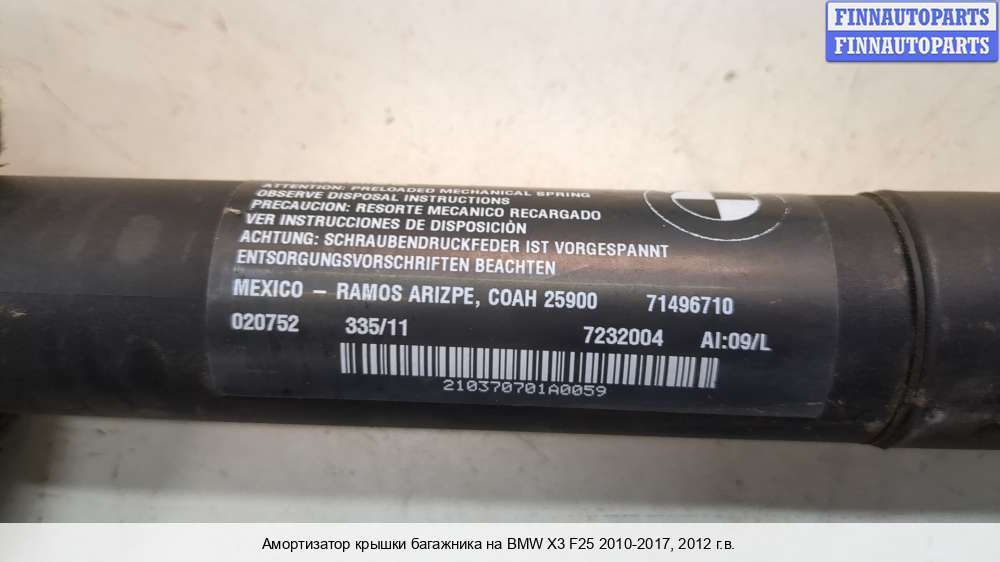 FINNAUTOPARTS
FINNAUTOPARTS
ATTENTION: PRELOADED MECHANICAL SPRING
OBSERVE DISPOSAL INSTRUCTIONS
PRECAUCION: RESORTE MECANICO RECARGADO
VER INSTRUCCIONES DE DISPOSICIÓN
ACHTUNG: SCHRAUBENDRUCKFEDER IST VORGESPANNT
ENTSORGUNGSVORSCHRIFTEN BEACHTEN
MEXICO – RAMOS ARIZPE, COAH 25900 71496710
020752 335/11 7232004 AI:09/L
210370701A0059
Амортизатор крышки багажника на BMW X3 F25 2010-2017, 2012 г.в.